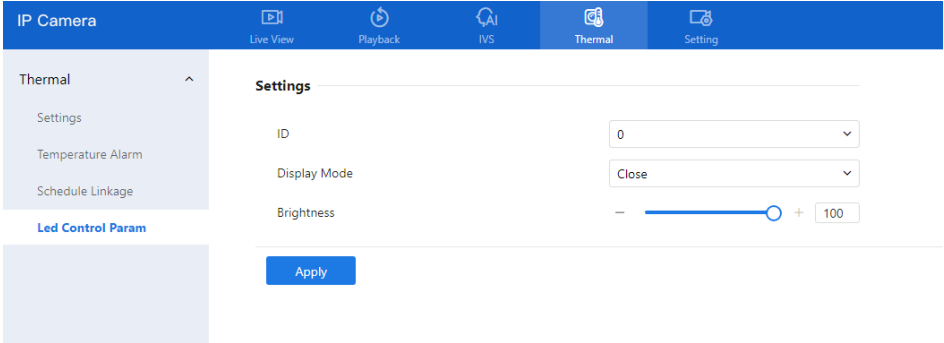 IP Camera
Live View
Playback
AI
IVS
Thermal
Setting
Thermal
Settings
Temperature Alarm
Schedule Linkage
Led Control Param
Settings
ID
0
Display Mode
Close
Brightness
− + 100
Apply